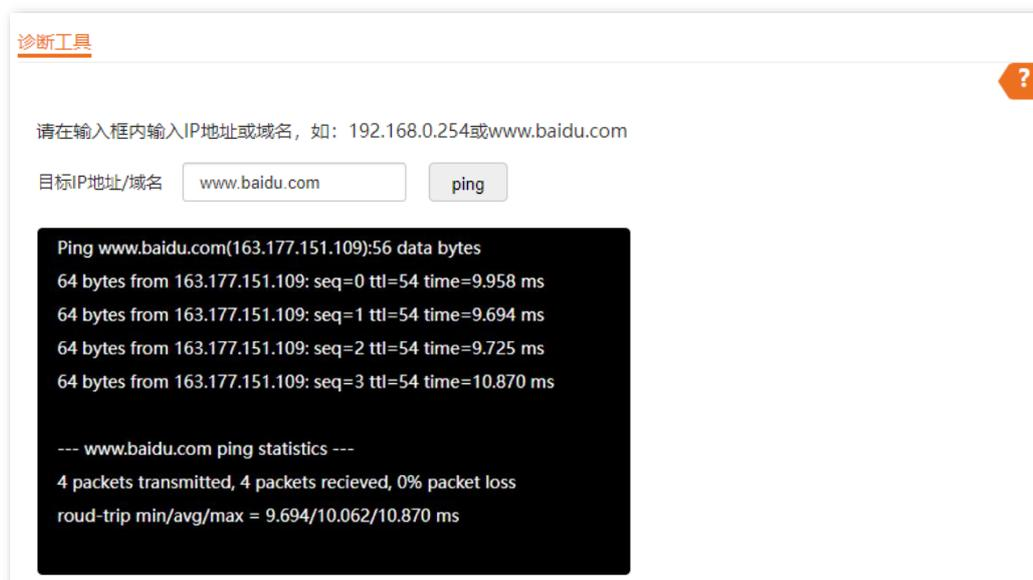 诊断工具
?
请在输入框内输入IP地址或域名，如：192.168.0.254或www.baidu.com
目标IP地址/域名 www.baidu.com ping
Ping www.baidu.com(163.177.151.109):56 data bytes
64 bytes from 163.177.151.109: seq=0 ttl=54 time=9.958 ms
64 bytes from 163.177.151.109: seq=1 ttl=54 time=9.694 ms
64 bytes from 163.177.151.109: seq=2 ttl=54 time=9.725 ms
64 bytes from 163.177.151.109: seq=3 ttl=54 time=10.870 ms
--- www.baidu.com ping statistics ---
4 packets transmitted, 4 packets recieved, 0% packet loss
roud-trip min/avg/max = 9.694/10.062/10.870 ms